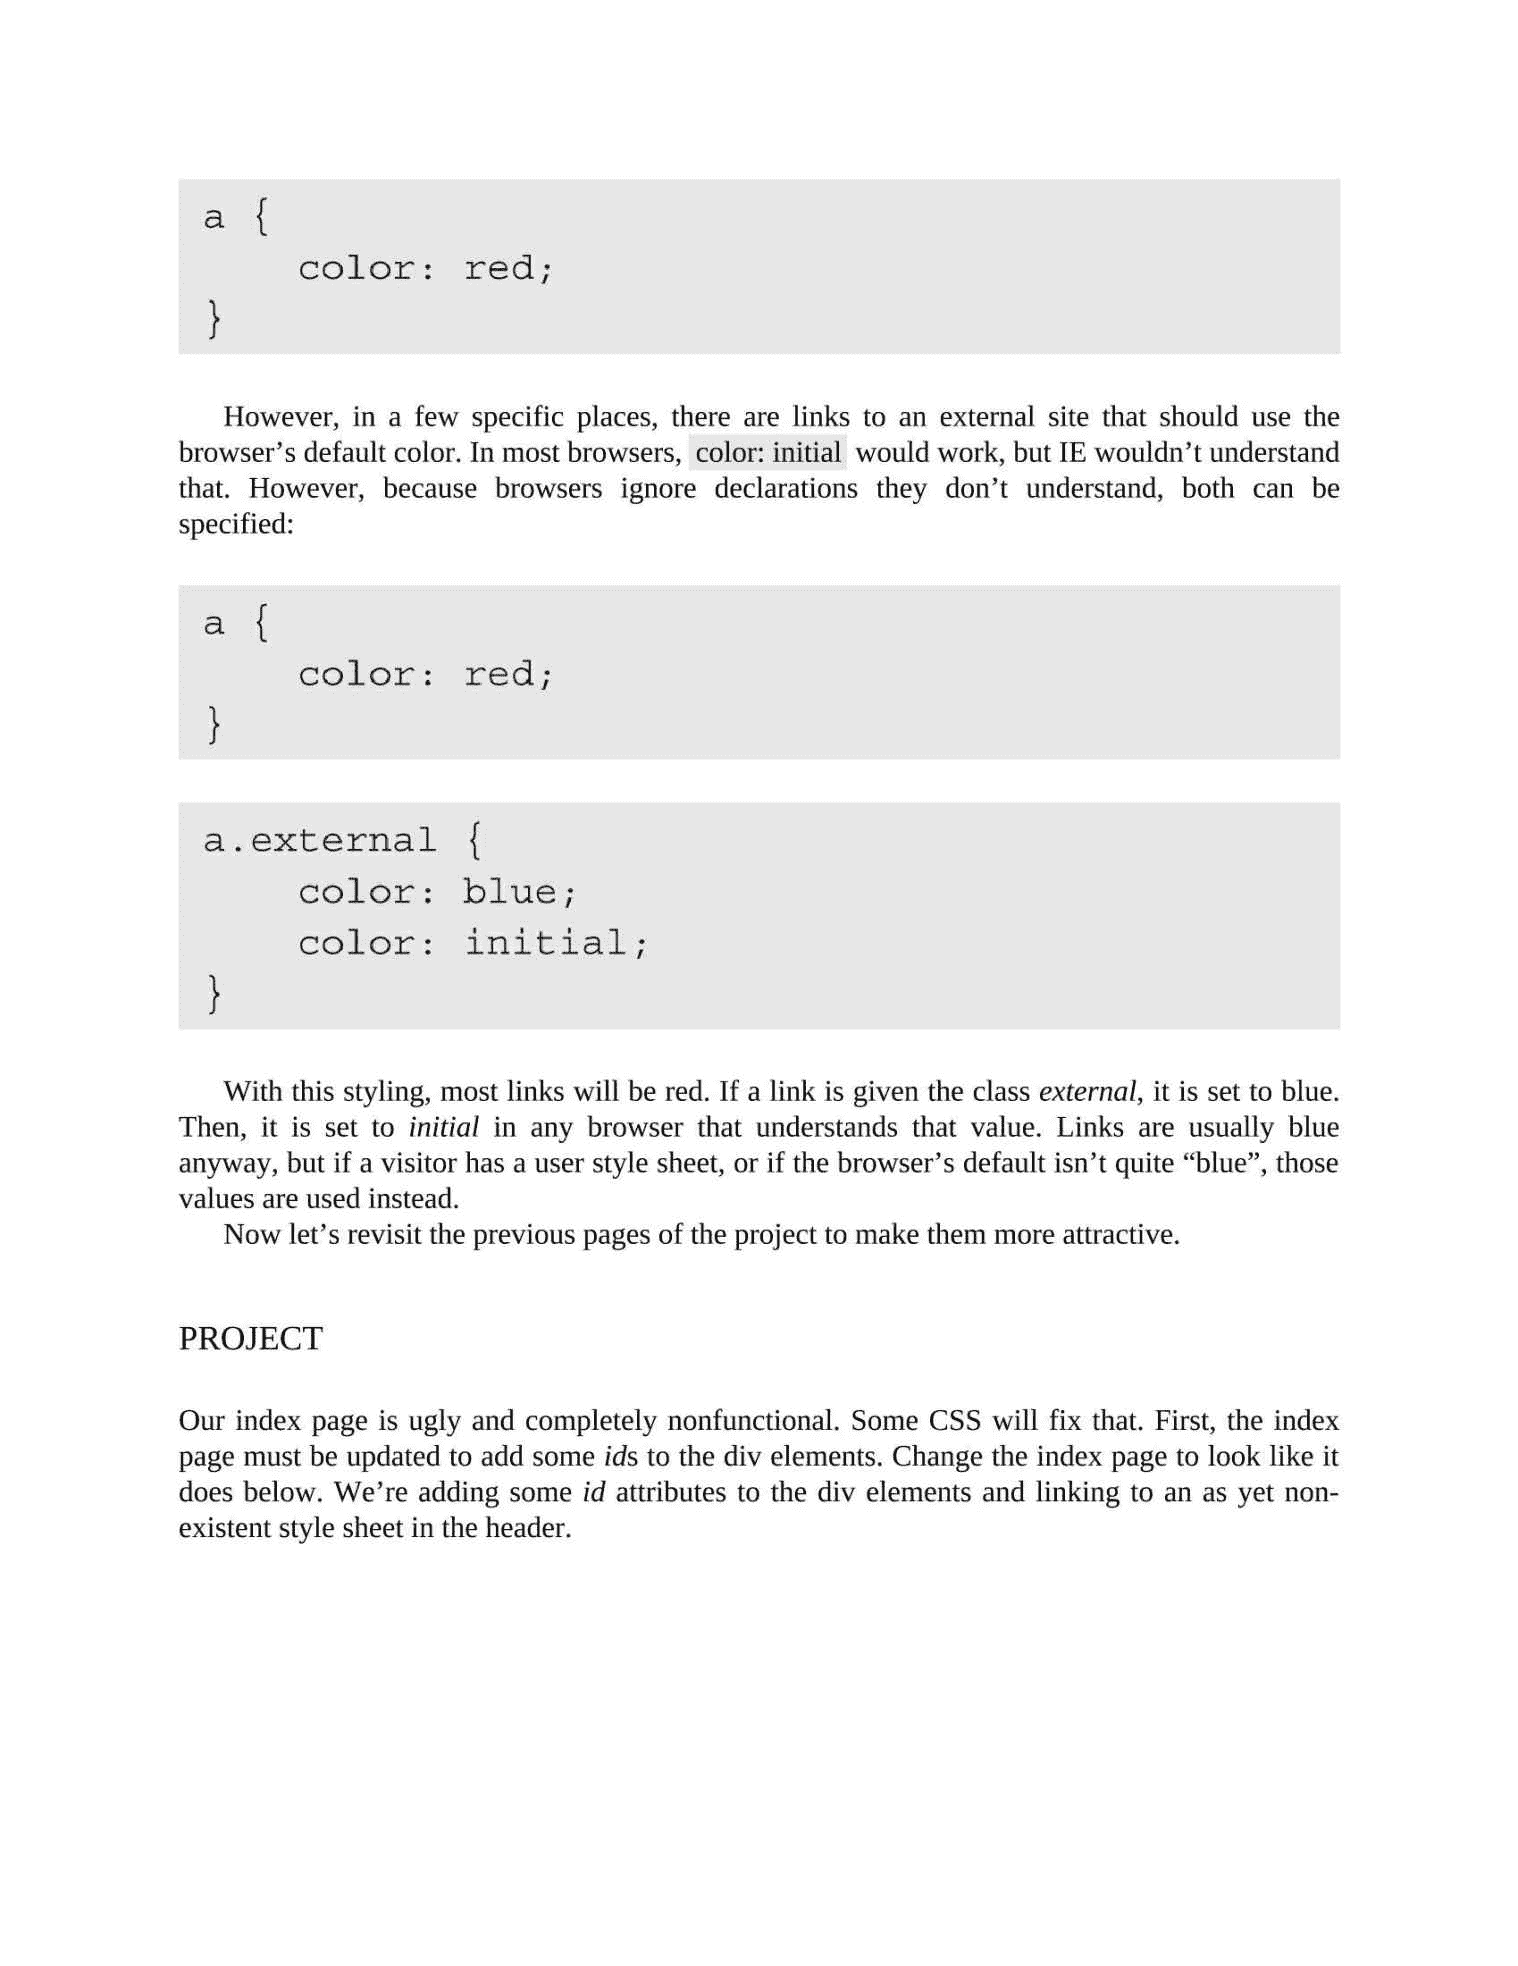 a {
    color: red;
}
However, in a few specific places, there are links to an external site that should use the
browser’s default color. In most browsers, color: initial would work, but IE wouldn’t understand
that. However, because browsers ignore declarations they don’t understand, both can be
specified:
a {
    color: red;
}
a.external {
    color: blue;
    color: initial;
}
With this styling, most links will be red. If a link is given the class external, it is set to blue.
Then, it is set to initial in any browser that understands that value. Links are usually blue
anyway, but if a visitor has a user style sheet, or if the browser’s default isn’t quite “blue”, those
values are used instead.
Now let’s revisit the previous pages of the project to make them more attractive.
PROJECT
Our index page is ugly and completely nonfunctional. Some CSS will fix that. First, the index
page must be updated to add some ids to the div elements. Change the index page to look like it
does below. We’re adding some id attributes to the div elements and linking to an as yet non-
existent style sheet in the header.